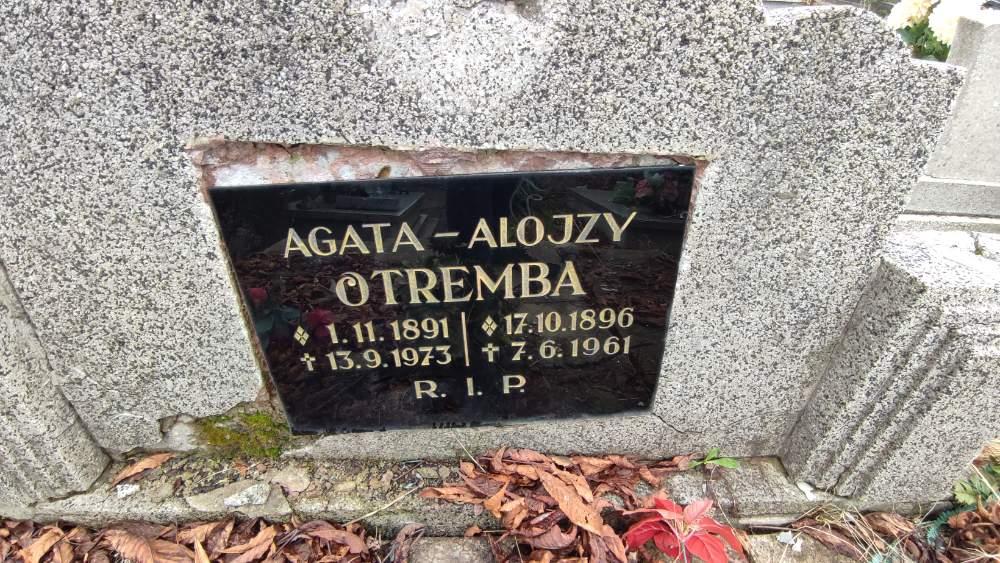 AGATA – ALOJZY
OTREMBA
1.11.1891 | 17.10.1896
✝ 13.9.1973 | ✝ 7.6.1961
R. I. P.